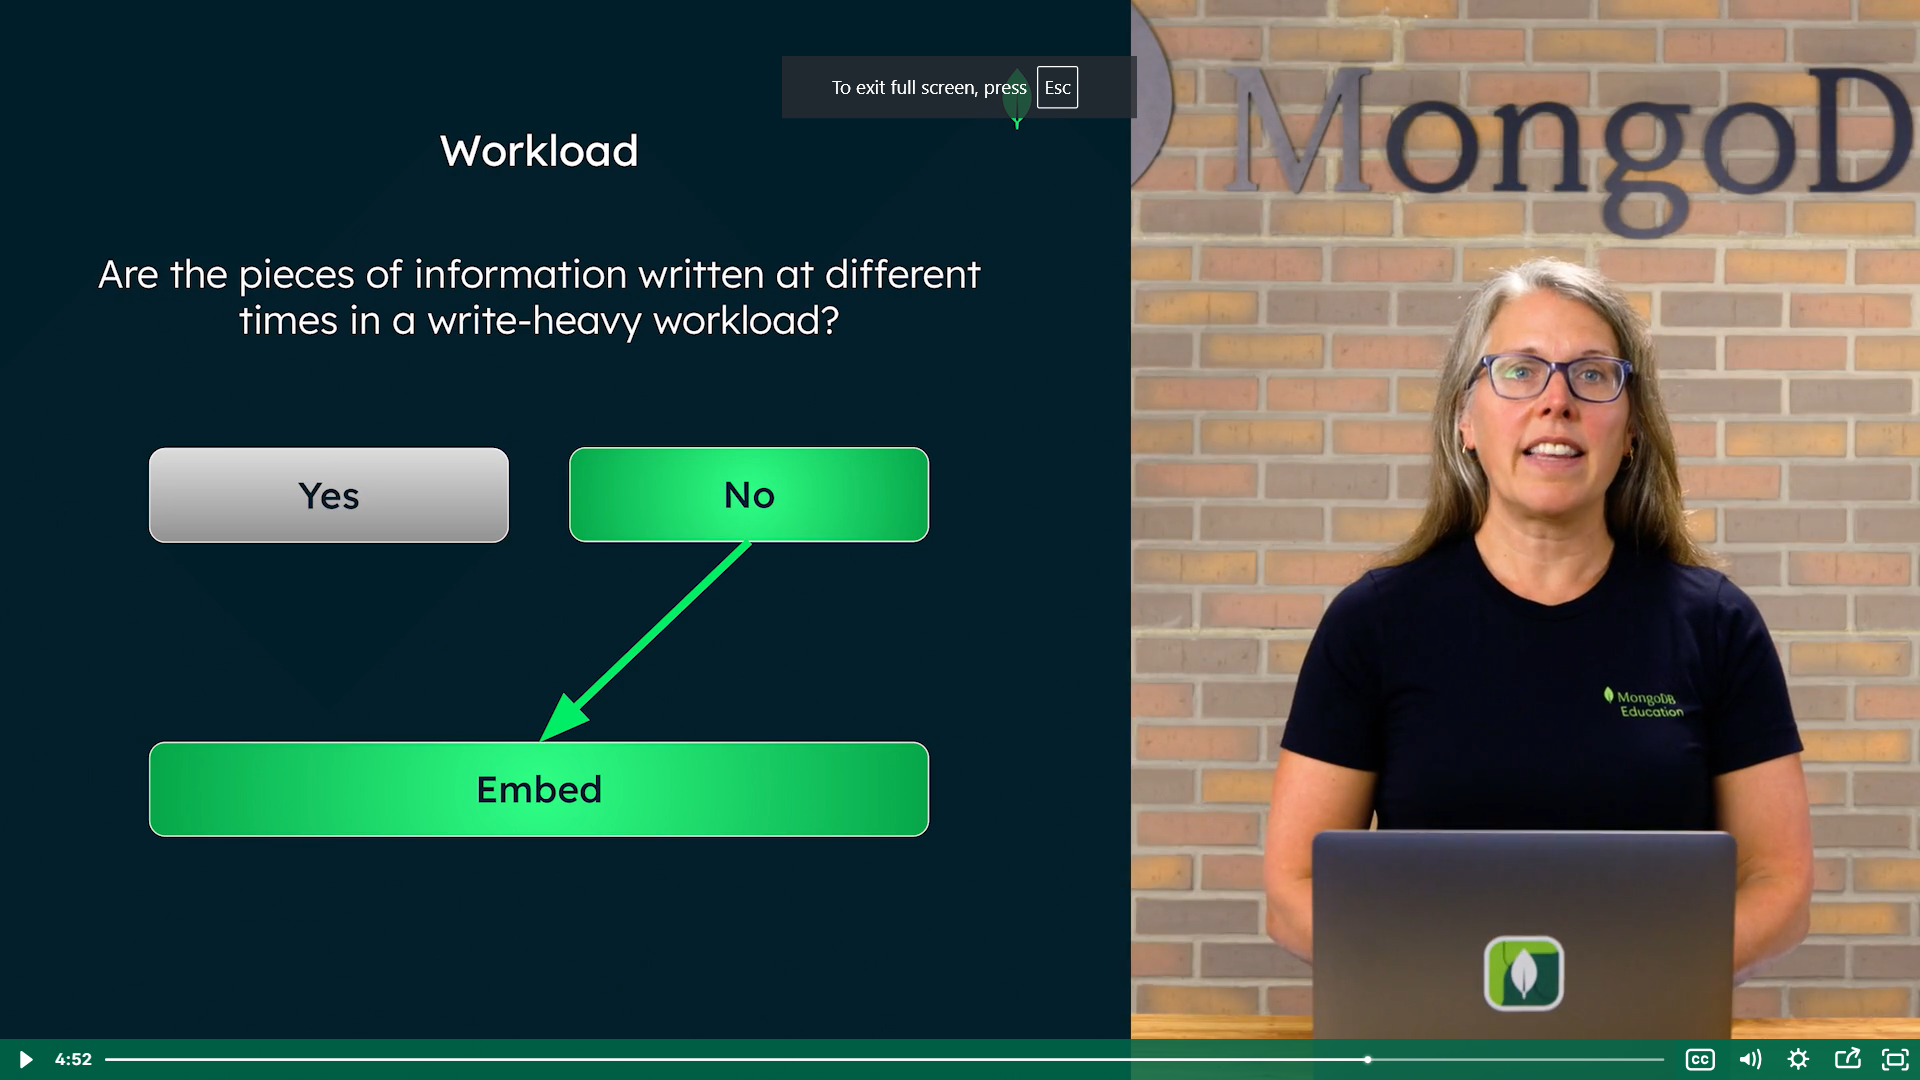 To exit full screen, press Esc
MongoD
Workload
Are the pieces of information written at different
times in a write-heavy workload?
Yes
No
Embed
MongoDB
Education
4:52
CC